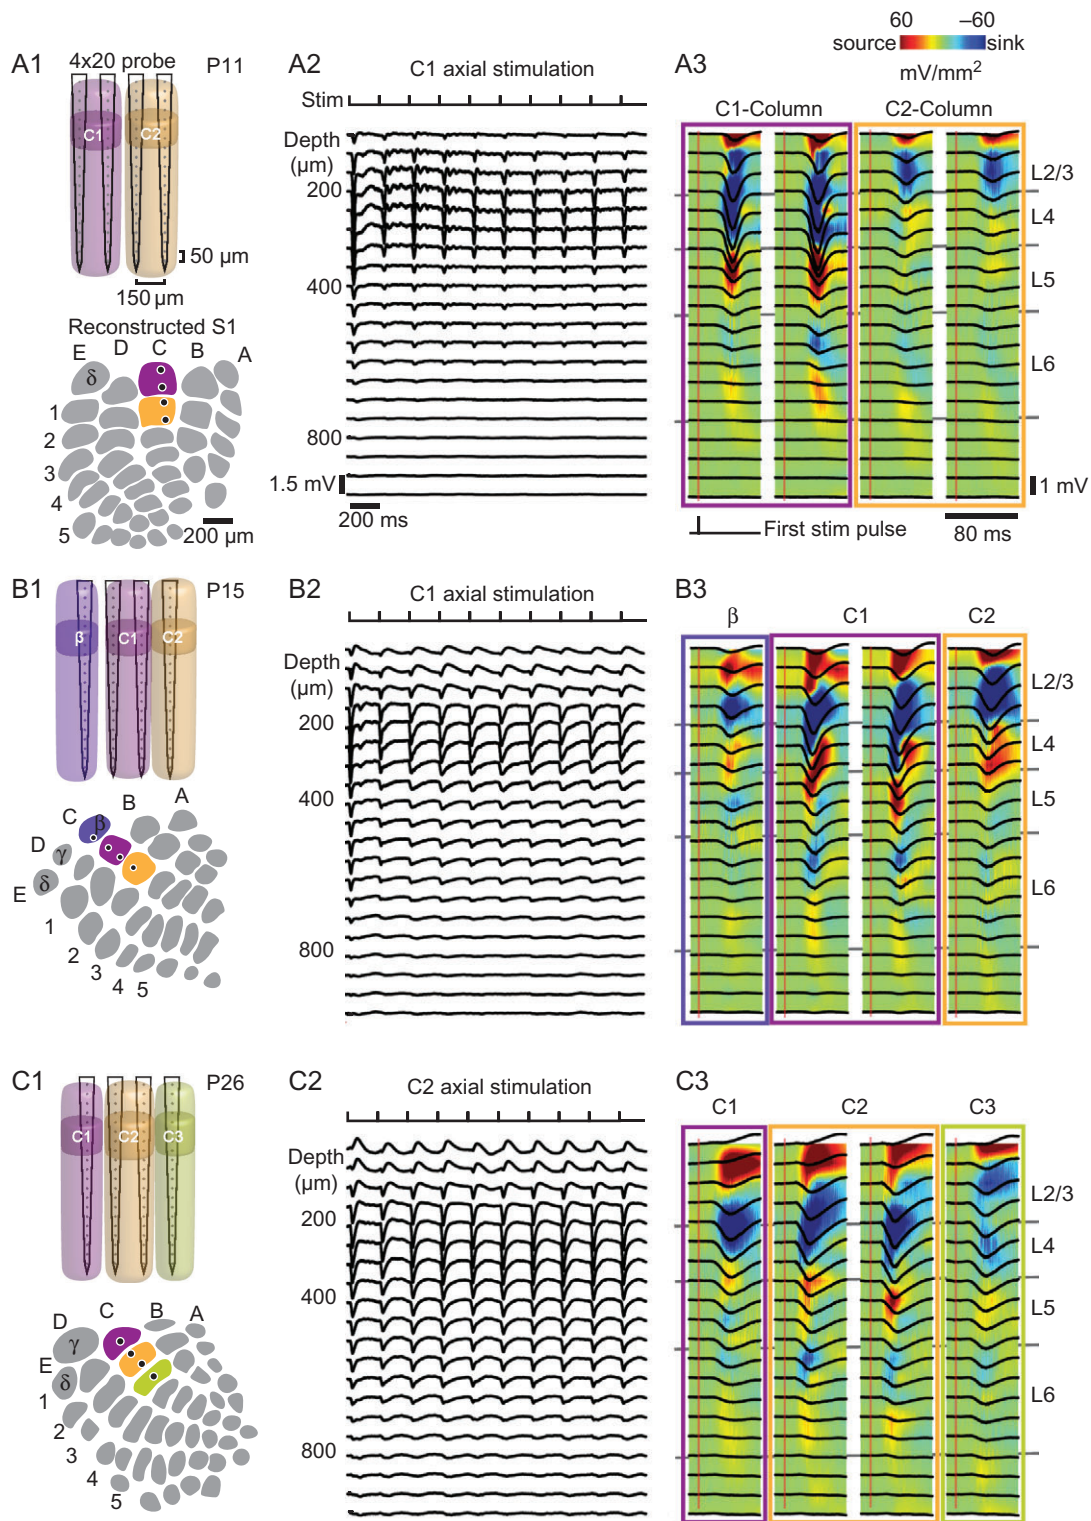 60 –60
source sink
mV/mm2
A1 4x20 probe P11
C1 C2
50 µm
150 µm
Reconstructed S1
E D C B A
δ
1
2
3
4
5
200 µm
A2 C1 axial stimulation
Stim
Depth
(µm)
200
400
800
1.5 mV
200 ms
A3
C1-Column C2-Column
L2/3
L4
L5
L6
1 mV
First stim pulse
80 ms
B1 P15
β C1 C2
A
B
C β
D γ
E δ
1
2
3
4 5
B2 C1 axial stimulation
Depth
(µm)
200
400
800
B3
β C1 C2
L2/3
L4
L5
L6
C1 P26
C1 C2 C3
D C B A
γ
E δ
1
2
3
4
5
C2 C2 axial stimulation
Depth
(µm)
200
400
800
C3
C1 C2 C3
L2/3
L4
L5
L6